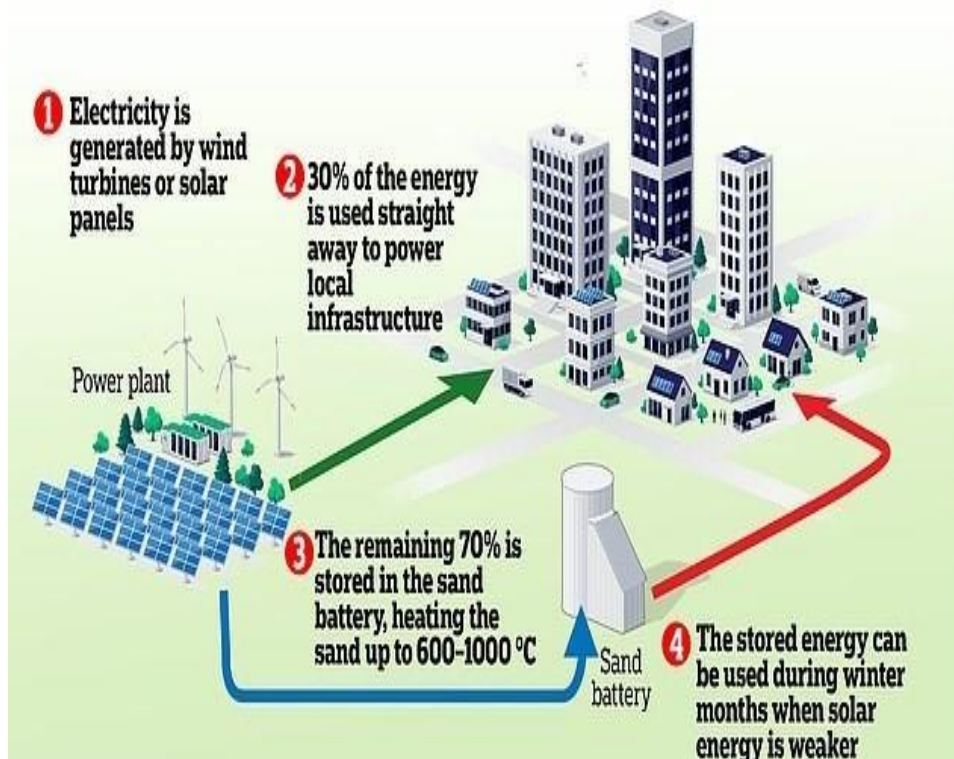 1 Electricity is
generated by wind
turbines or solar
panels
2 30% of the energy
is used straight
away to power
local
infrastructure
Power plant
3 The remaining 70% is
stored in the sand
battery, heating the
sand up to 600–1000 °C
Sand
battery
4 The stored energy can
be used during winter
months when solar
energy is weaker